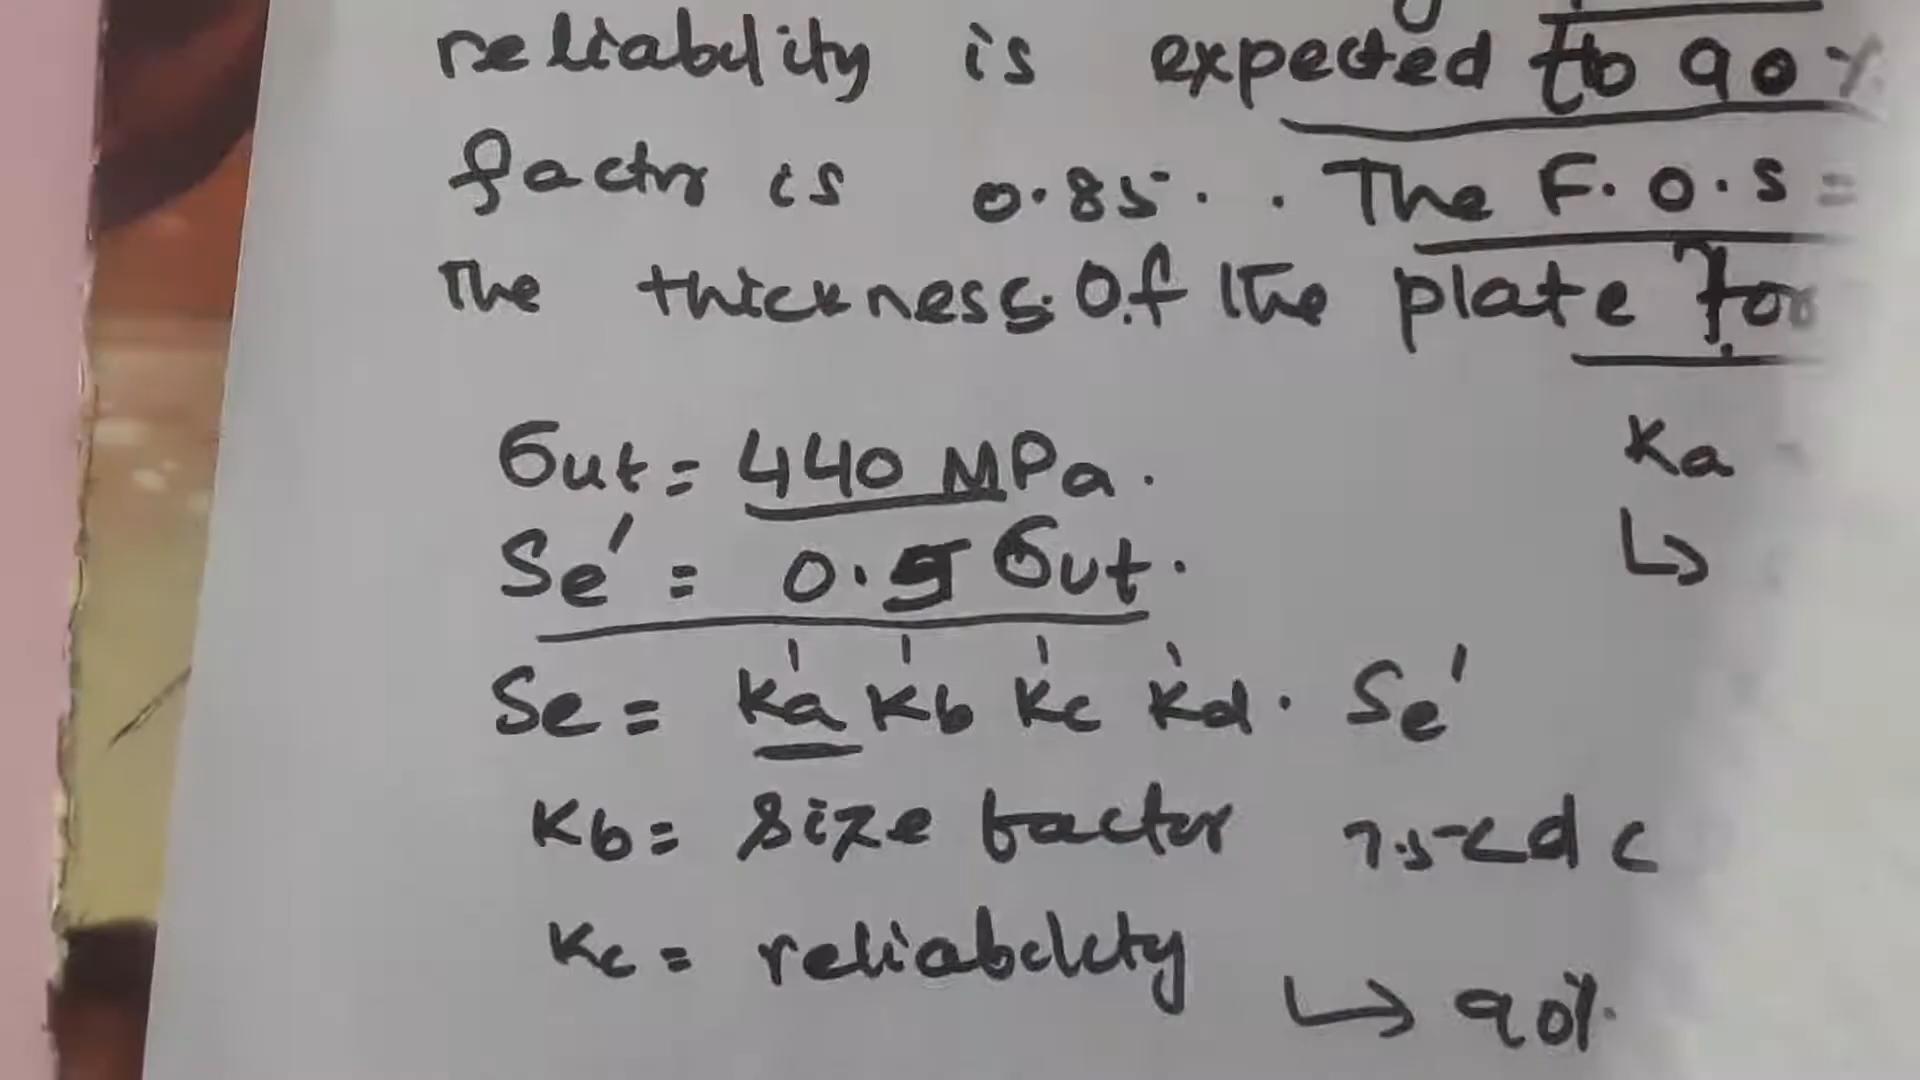 reliability is expected to 90%
factor is 0.85. . The F.O.S =
The thickness of the plate for
σut = 440 MPa.
Ka
Se' = 0.5 σut.
↳
Se = Ka Kb Kc Kd . Se'
Kb = size factor 7.5 < d <
Kc = reliability
↳ 90%.